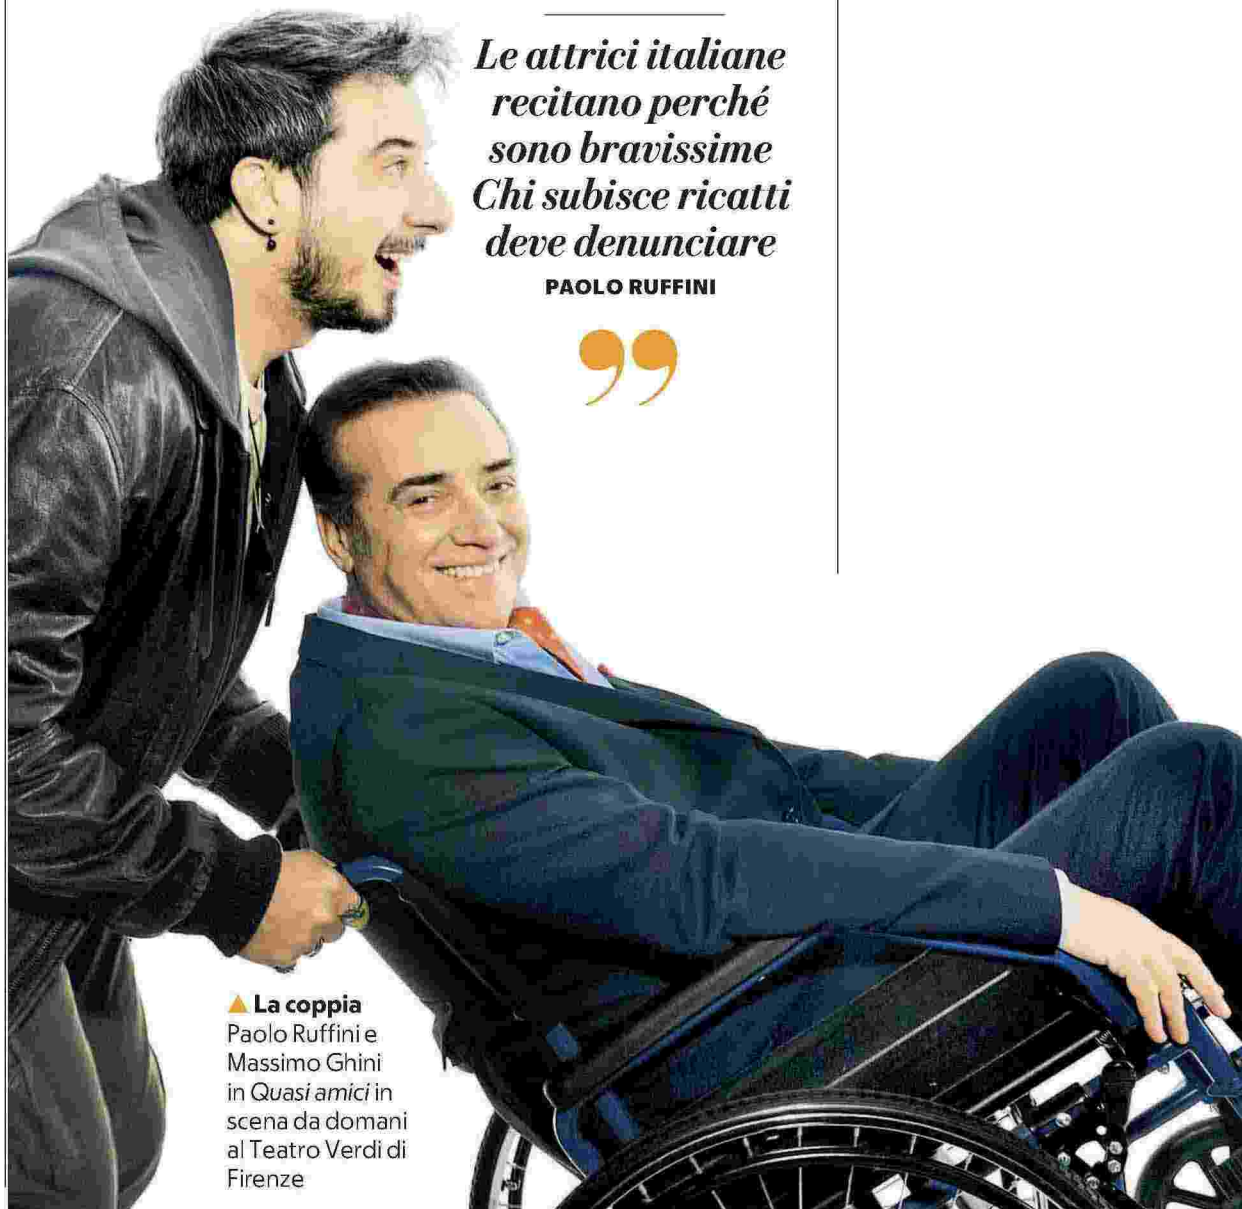 Le attrici italiane
recitano perché
sono bravissime
Chi subisce ricatti
deve denunciare
PAOLO RUFFINI
”
▲ La coppia
Paolo Ruffini e
Massimo Ghini
in Quasi amici in
scena da domani
al Teatro Verdi di
Firenze